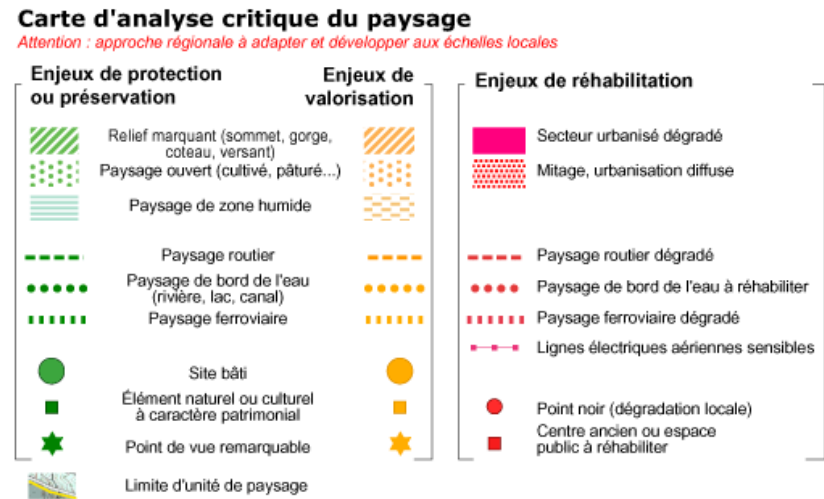 Carte d'analyse critique du paysage
Attention : approche régionale à adapter et développer aux échelles locales
Enjeux de protection
ou préservation
Enjeux de
valorisation
Relief marquant (sommet, gorge,
coteau, versant)
Paysage ouvert (cultivé, pâturé...)
Paysage de zone humide
Paysage routier
Paysage de bord de l'eau
(rivière, lac, canal)
Paysage ferroviaire
Site bâti
Élément naturel ou culturel
à caractère patrimonial
Point de vue remarquable
Limite d'unité de paysage
Enjeux de réhabilitation
Secteur urbanisé dégradé
Mitage, urbanisation diffuse
Paysage routier dégradé
Paysage de bord de l'eau à réhabiliter
Paysage ferroviaire dégradé
Lignes électriques aériennes sensibles
Point noir (dégradation locale)
Centre ancien ou espace
public à réhabiliter